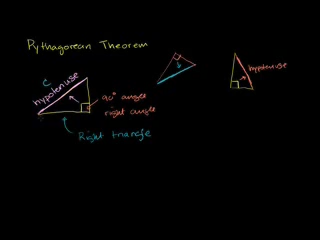 Pythagorean Theorem
c
hypotenuse
90° angle
right angle
Right triangle
hypotenuse